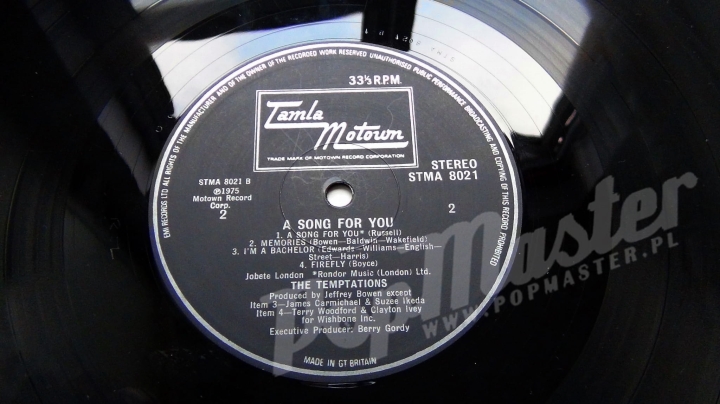 EMI RECORDS LTD ALL RIGHTS OF THE MANUFACTURER AND OF THE OWNER OF THE RECORDED WORK RESERVED UNAUTHORISED PUBLIC PERFORMANCE BROADCASTING AND COPYING OF THIS RECORD PROHIBITED
33⅓ R.P.M.
Tamla
Motown
TRADE MARK OF MOTOWN RECORD CORPORATION
STEREO
STMA 8021
STMA 8021 B
℗1975
Motown Record
Corp.
2
2
A SONG FOR YOU
1. A SONG FOR YOU* (Russell)
2. MEMORIES (Bowen—Baldwin—Wakefield)
3. I'M A BACHELOR (Edwards—Williams—English—
Street—Harris)
4. FIREFLY (Boyce)
Jobete London *Rondor Music (London) Ltd.
THE TEMPTATIONS
Produced by Jeffrey Bowen except
Item 3—James Carmichael & Suzee Ikeda
Item 4—Terry Woodford & Clayton Ivey
for Wishbone Inc.
Executive Producer: Berry Gordy
MADE IN GT BRITAIN
popMaster
WWW.POPMASTER.PL